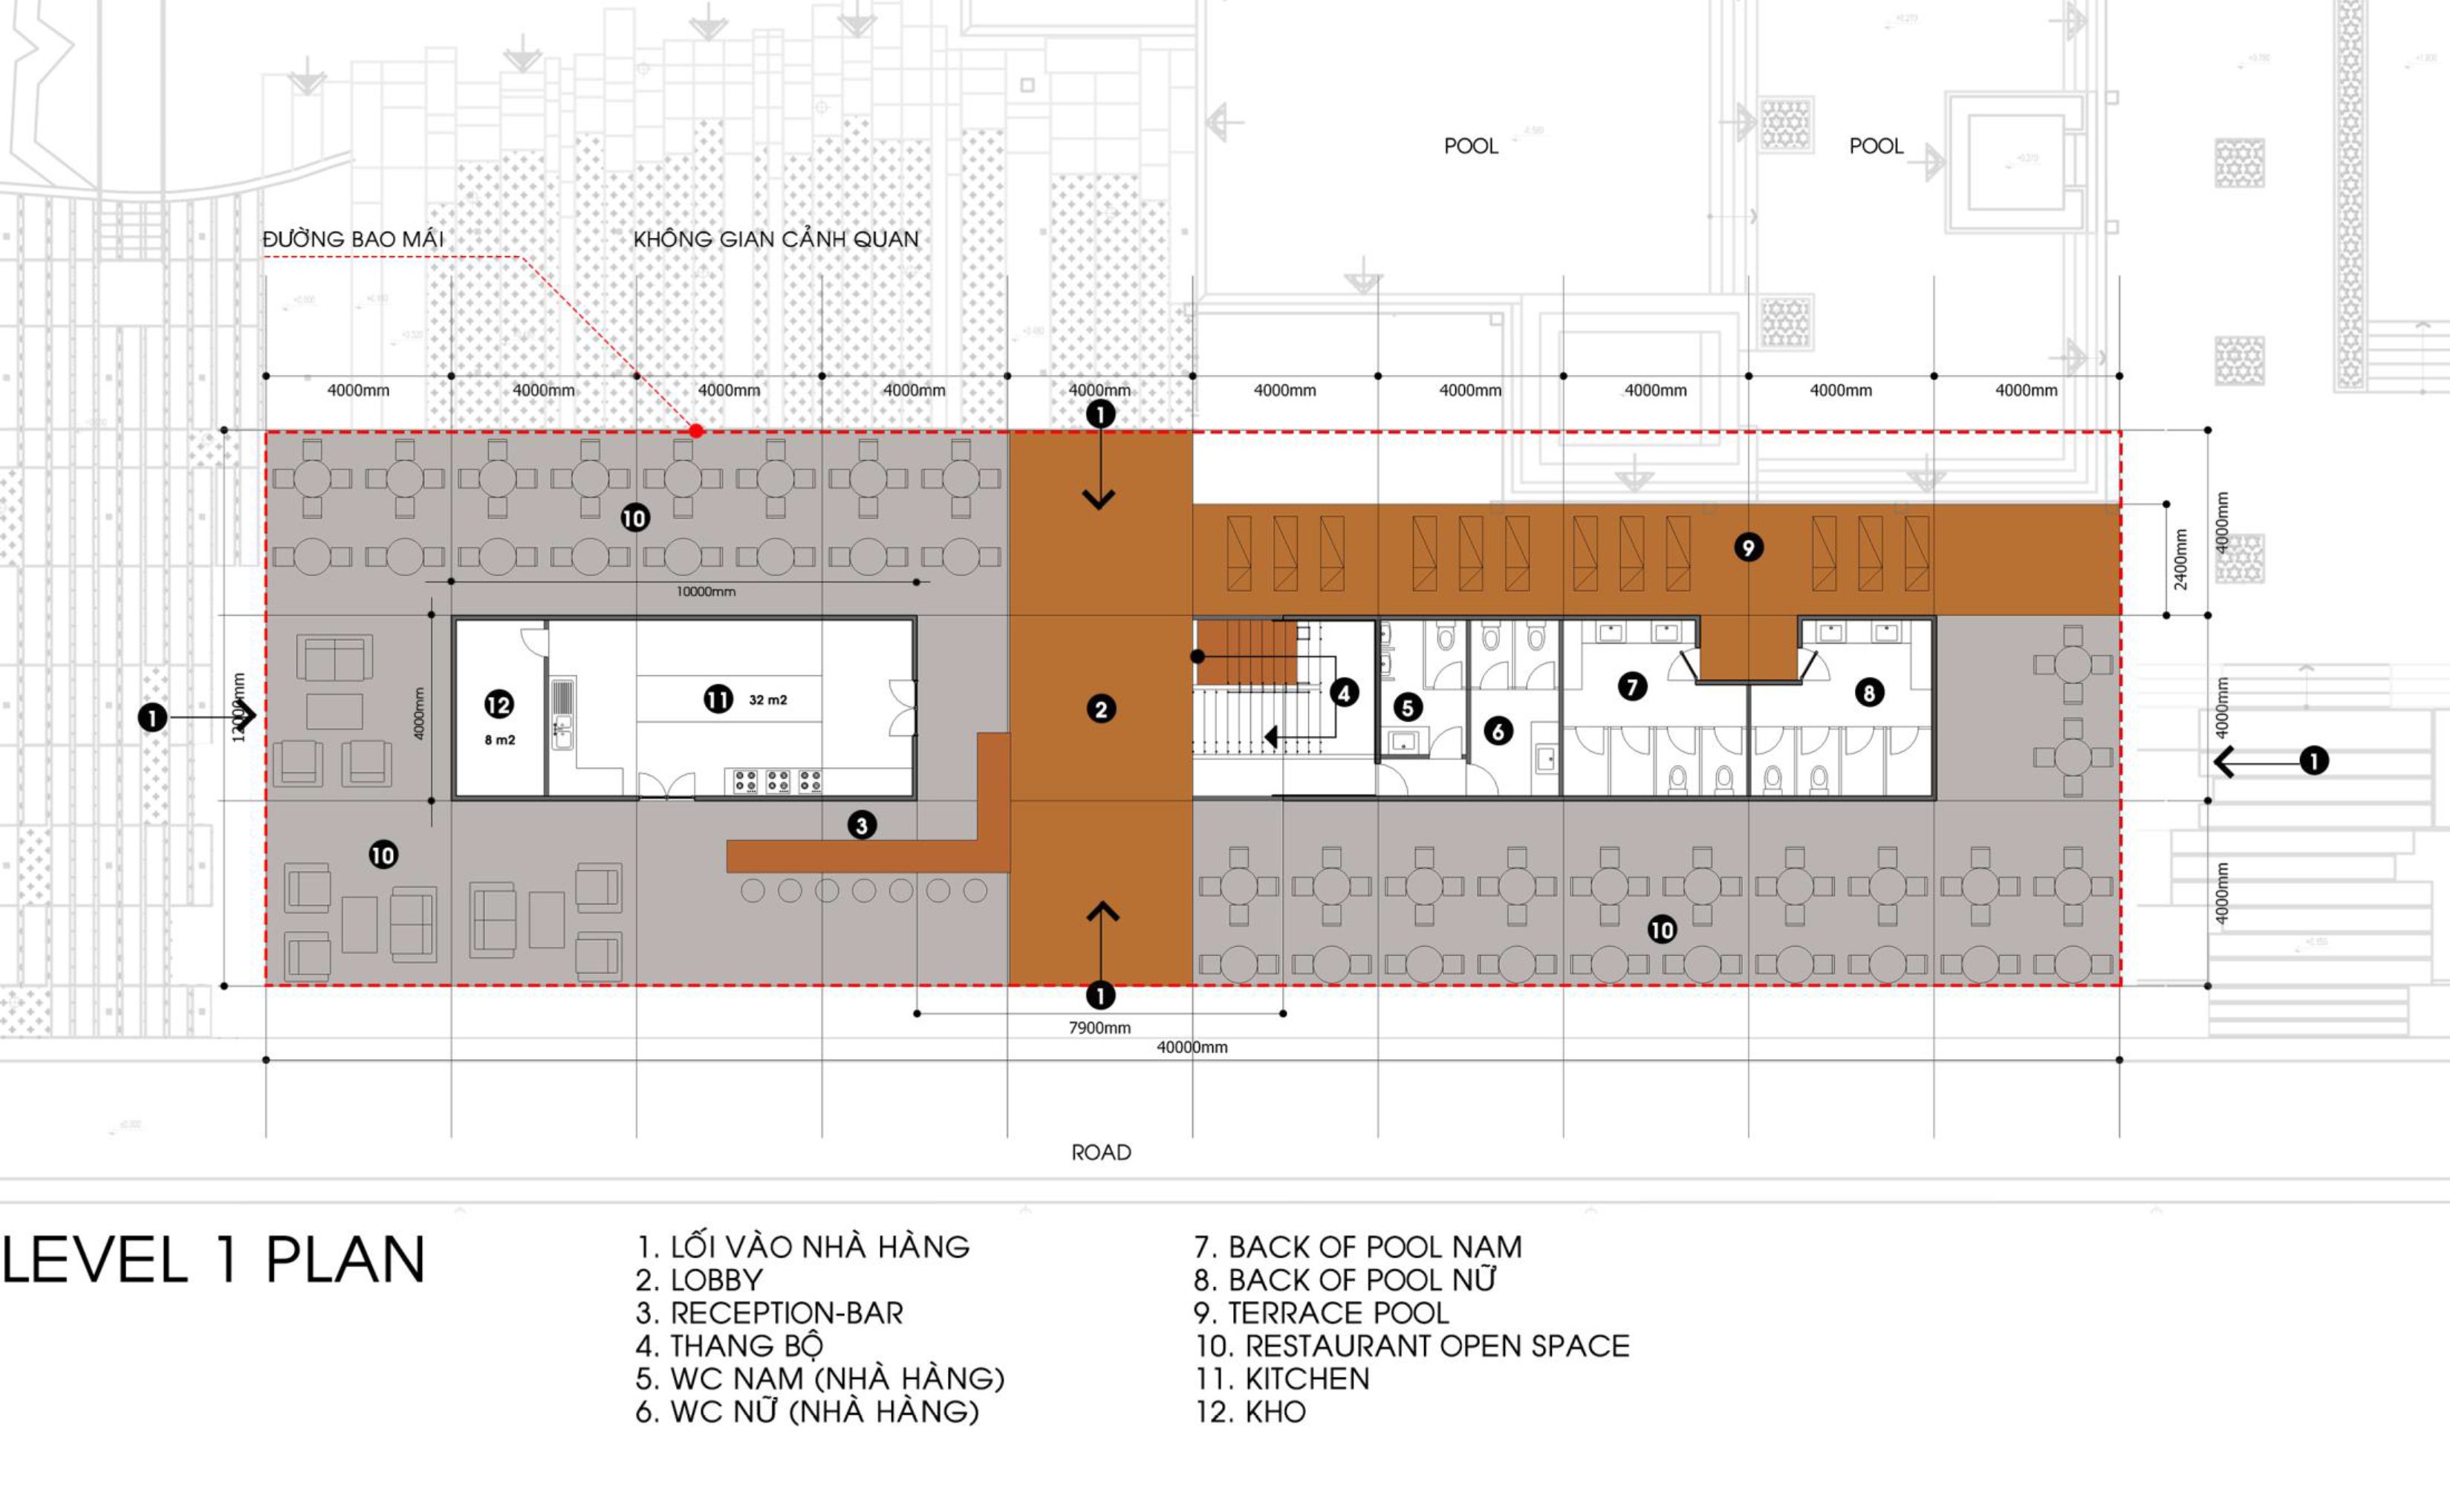 POOL
POOL
ĐƯỜNG BAO MÁI
KHÔNG GIAN CẢNH QUAN
4000mm 4000mm 4000mm 4000mm 4000mm 4000mm 4000mm 4000mm 4000mm 4000mm
1
10
9
4000mm
2400mm
10000mm
12000mm
4000mm
12
8 m2
11 32 m2
2
4
5
6
7
8
4000mm
1
1
3
10
10
4000mm
1
7900mm
40000mm
ROAD
LEVEL 1 PLAN
1. LỐI VÀO NHÀ HÀNG
2. LOBBY
3. RECEPTION-BAR
4. THANG BỘ
5. WC NAM (NHÀ HÀNG)
6. WC NỮ (NHÀ HÀNG)
7. BACK OF POOL NAM
8. BACK OF POOL NỮ
9. TERRACE POOL
10. RESTAURANT OPEN SPACE
11. KITCHEN
12. KHO